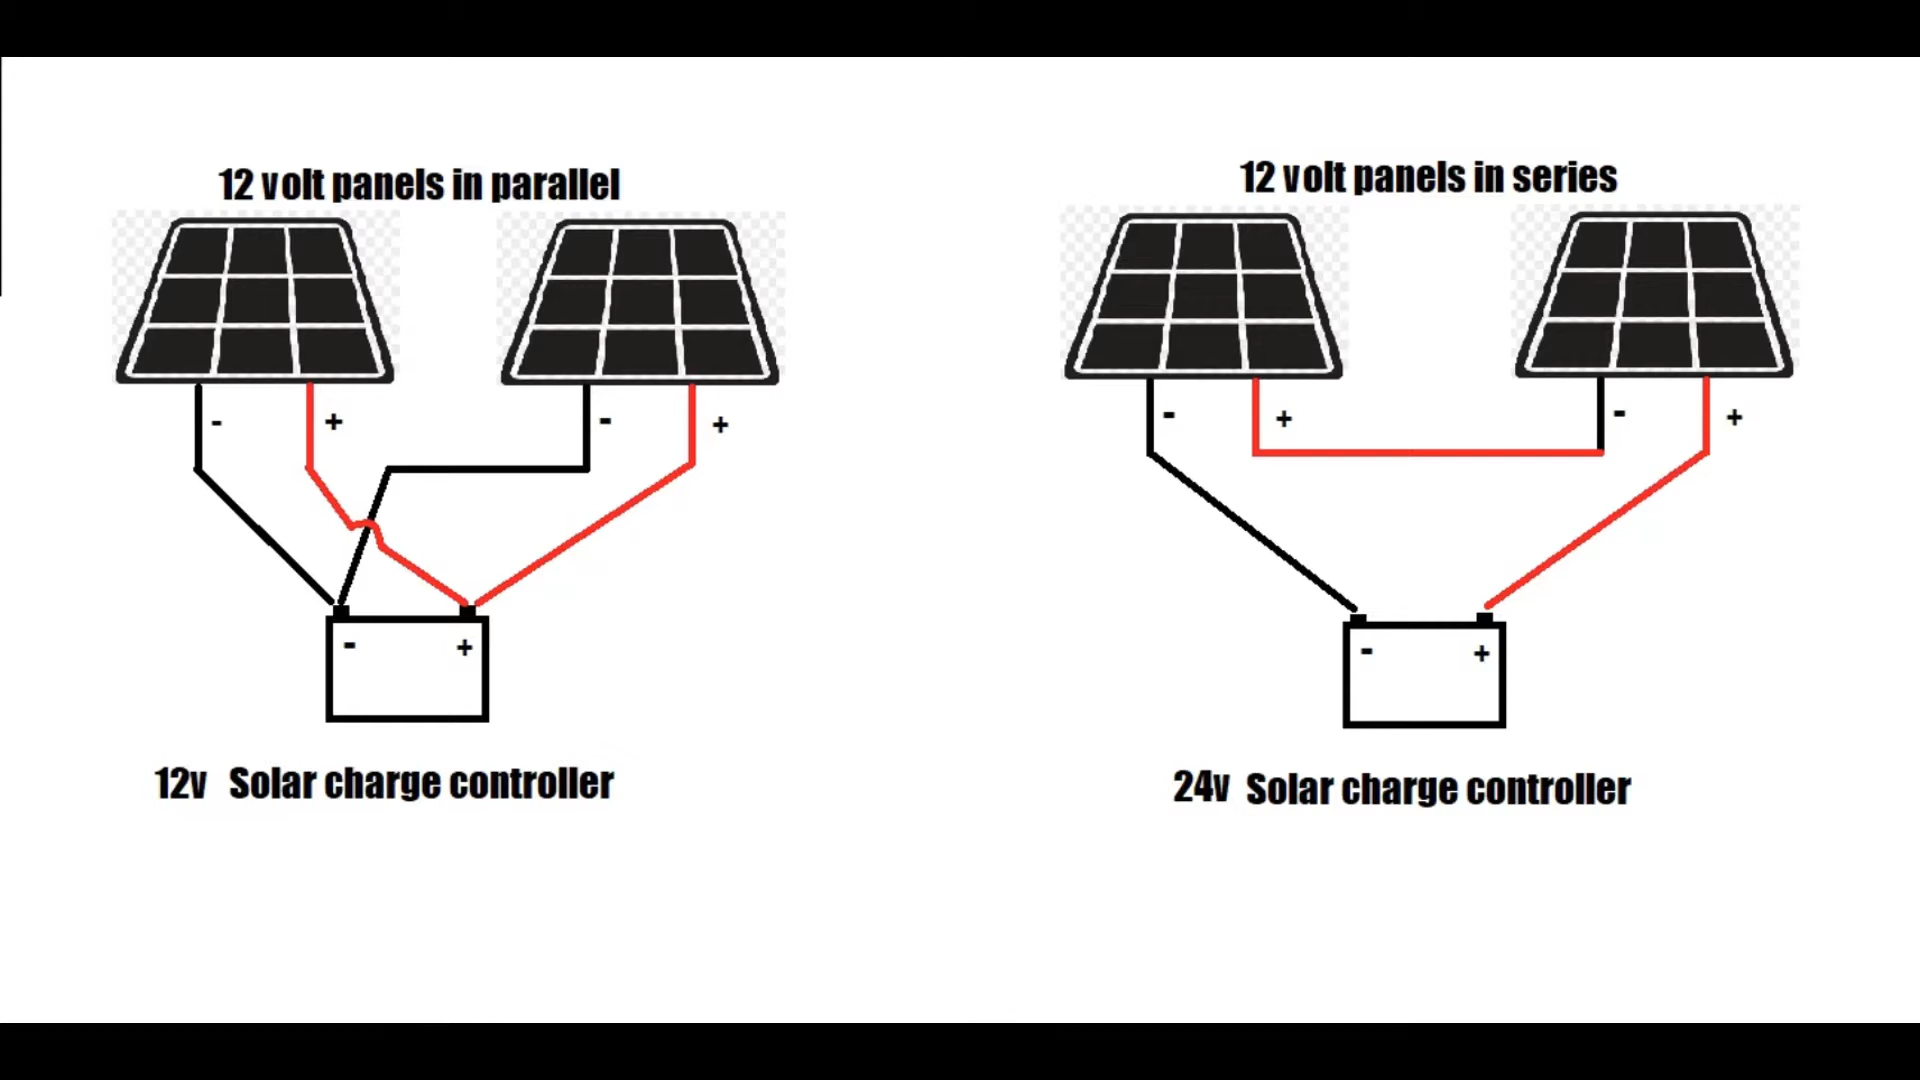 12 volt panels in parallel
- + - +
- +
12v Solar charge controller
12 volt panels in series
- + - +
- +
24v Solar charge controller